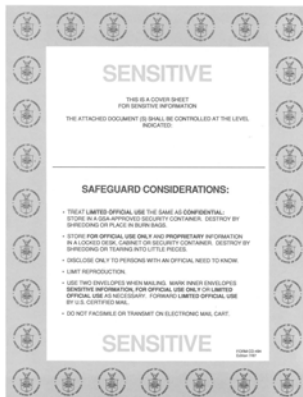 SENSITIVE
THIS IS A COVER SHEET
FOR SENSITIVE INFORMATION
THE ATTACHED DOCUMENT (S) SHALL BE CONTROLLED AT THE LEVEL
INDICATED:
SAFEGUARD CONSIDERATIONS:
• TREAT LIMITED OFFICIAL USE THE SAME AS CONFIDENTIAL:
STORE IN A GSA-APPROVED SECURITY CONTAINER. DESTROY BY
SHREDDING OR PLACE IN BURN BAGS.
• STORE FOR OFFICIAL USE ONLY AND PROPRIETARY INFORMATION
IN A LOCKED DESK, CABINET OR SECURITY CONTAINER. DESTROY BY
SHREDDING OR TEARING INTO LITTLE PIECES.
• DISCLOSE ONLY TO PERSONS WITH AN OFFICIAL NEED TO KNOW.
• LIMIT REPRODUCTION.
• USE TWO ENVELOPES WHEN MAILING. MARK INNER ENVELOPES
SENSITIVE INFORMATION, FOR OFFICIAL USE ONLY OR LIMITED
OFFICIAL USE AS NECESSARY. FORWARD LIMITED OFFICIAL USE
BY U.S. CERTIFIED MAIL.
• DO NOT FACSIMILE OR TRANSMIT ON ELECTRONIC MAIL CART.
SENSITIVE